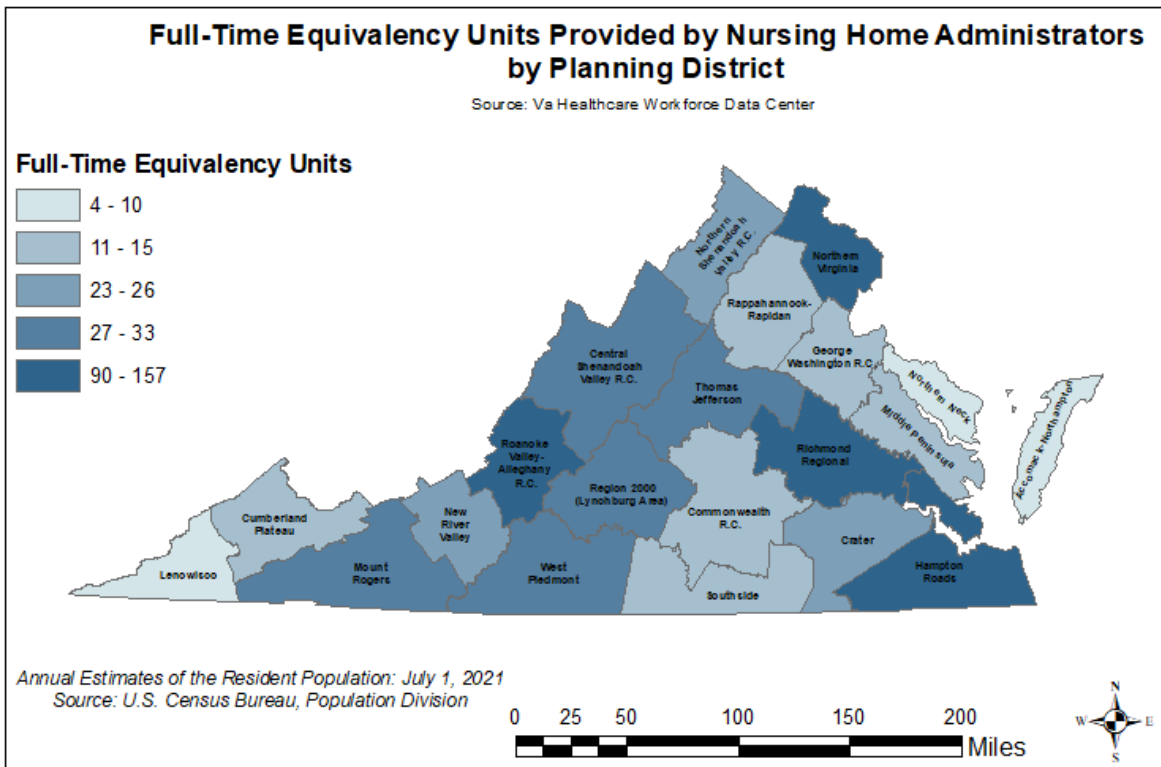 Full-Time Equivalency Units Provided by Nursing Home Administrators
by Planning District
Source: Va Healthcare Workforce Data Center
Full-Time Equivalency Units
4 - 10
11 - 15
23 - 26
27 - 33
90 - 157
Northern
Shenandoah
Valley R.C.
Northern
Virginia
Rappahannock-
Rapidan
Central
Shenandoah
Valley R.C.
George
Washington R.C.
Northern Neck
Thomas
Jefferson
Middle Peninsula
Accomack-Northampton
Roanoke
Valley-
Alleghany
R.C.
Richmond
Regional
Region 2000
(Lynchburg Area)
Commonwealth
R.C.
Cumberland
Plateau
New
River
Valley
Crater
Lenowisco
Mount
Rogers
West
Piedmont
Hampton
Roads
Southside
Annual Estimates of the Resident Population: July 1, 2021
Source: U.S. Census Bureau, Population Division
0 25 50 100 150 200
Miles
N
W E
S